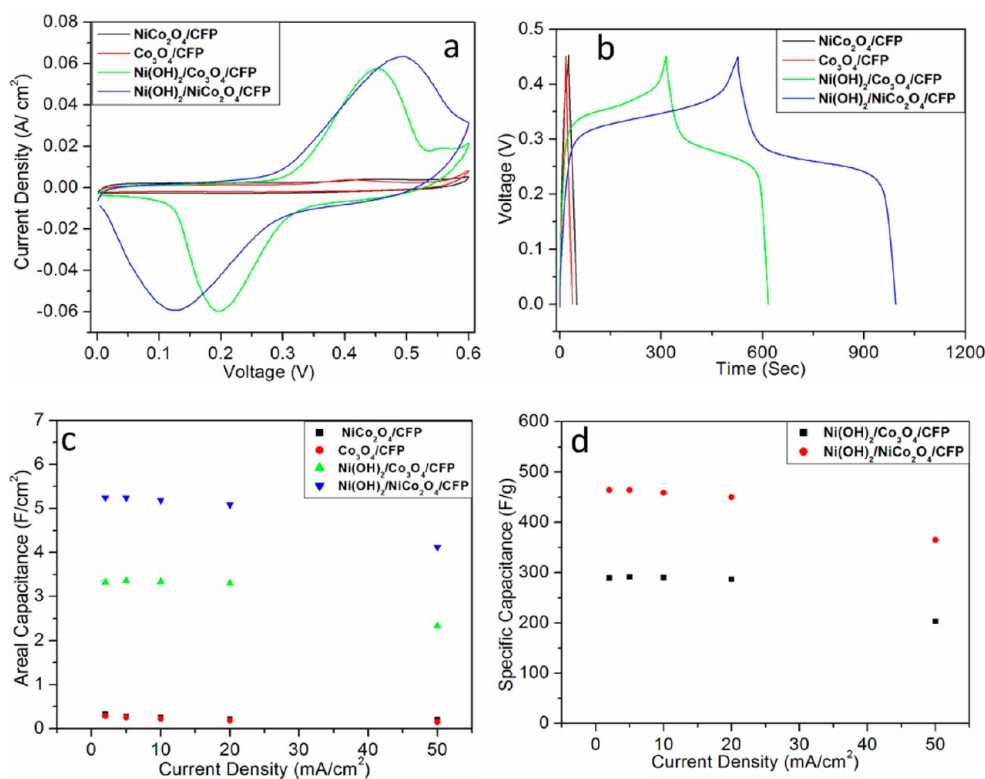 a
NiCo₂O₄/CFP
Co₃O₄/CFP
Ni(OH)₂/Co₃O₄/CFP
Ni(OH)₂/NiCo₂O₄/CFP
0.08
0.06
0.04
0.02
0.00
-0.02
-0.04
-0.06
Current Density (A/ cm²)
0.0 0.1 0.2 0.3 0.4 0.5 0.6
Voltage (V)
b
NiCo₂O₄/CFP
Co₃O₄/CFP
Ni(OH)₂/Co₃O₄/CFP
Ni(OH)₂/NiCo₂O₄/CFP
0.5
0.4
0.3
0.2
0.1
0.0
Voltage (V)
0 300 600 900 1200
Time (Sec)
c
NiCo₂O₄/CFP
Co₃O₄/CFP
Ni(OH)₂/Co₃O₄/CFP
Ni(OH)₂/NiCo₂O₄/CFP
7
6
5
4
3
2
1
0
Areal Capacitance (F/cm²)
0 10 20 30 40 50
Current Density (mA/cm²)
d
Ni(OH)₂/Co₃O₄/CFP
Ni(OH)₂/NiCo₂O₄/CFP
600
500
400
300
200
100
0
Specific Capacitance (F/g)
0 10 20 30 40 50
Current Density (mA/cm²)